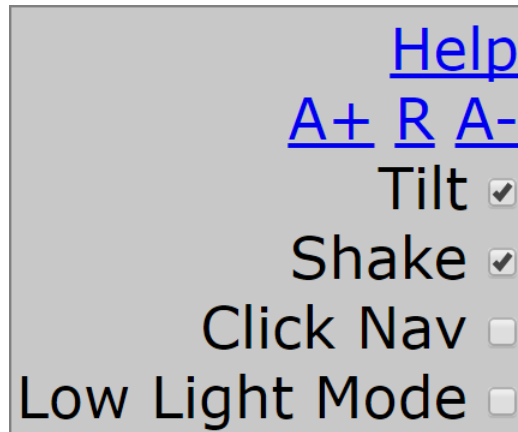 Help
A+ R A-
Tilt
Shake
Click Nav
Low Light Mode